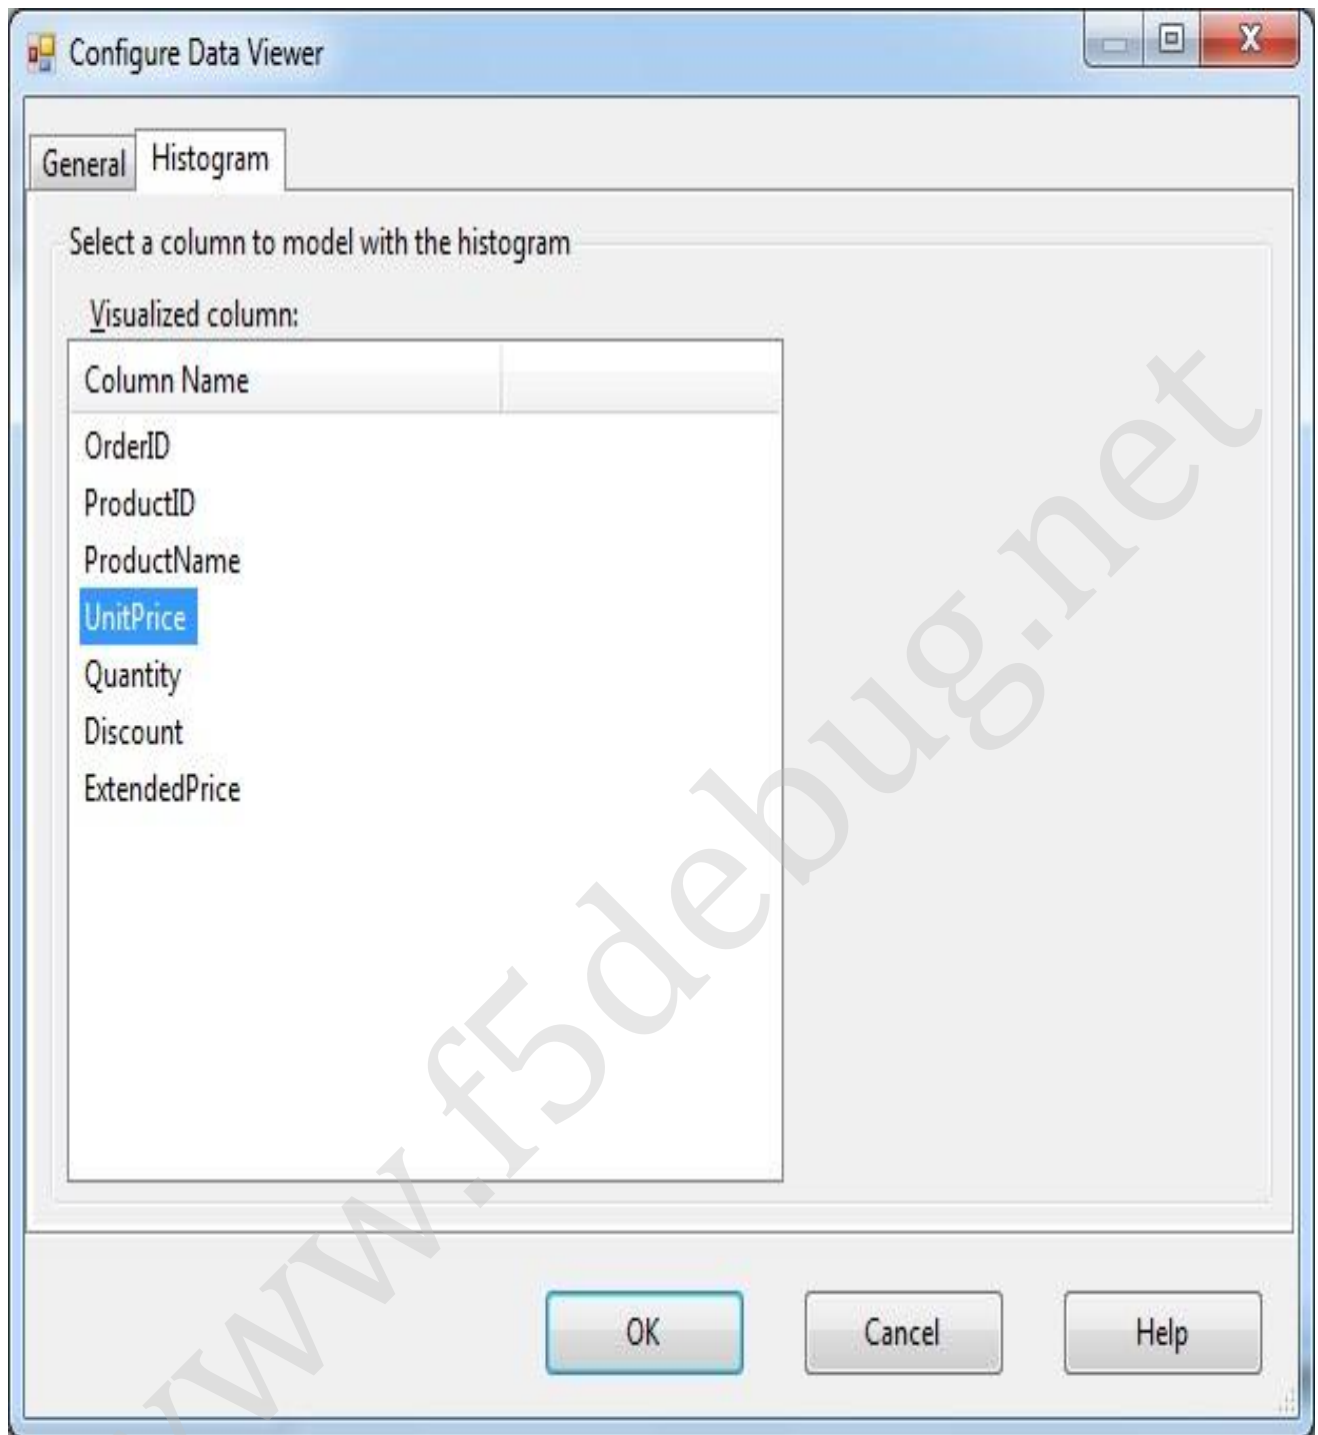 Configure Data Viewer
General
Histogram
Select a column to model with the histogram
Visualized column:
Column Name
OrderID
ProductID
ProductName
UnitPrice
Quantity
Discount
ExtendedPrice
OK
Cancel
Help
ww.f5debug.net